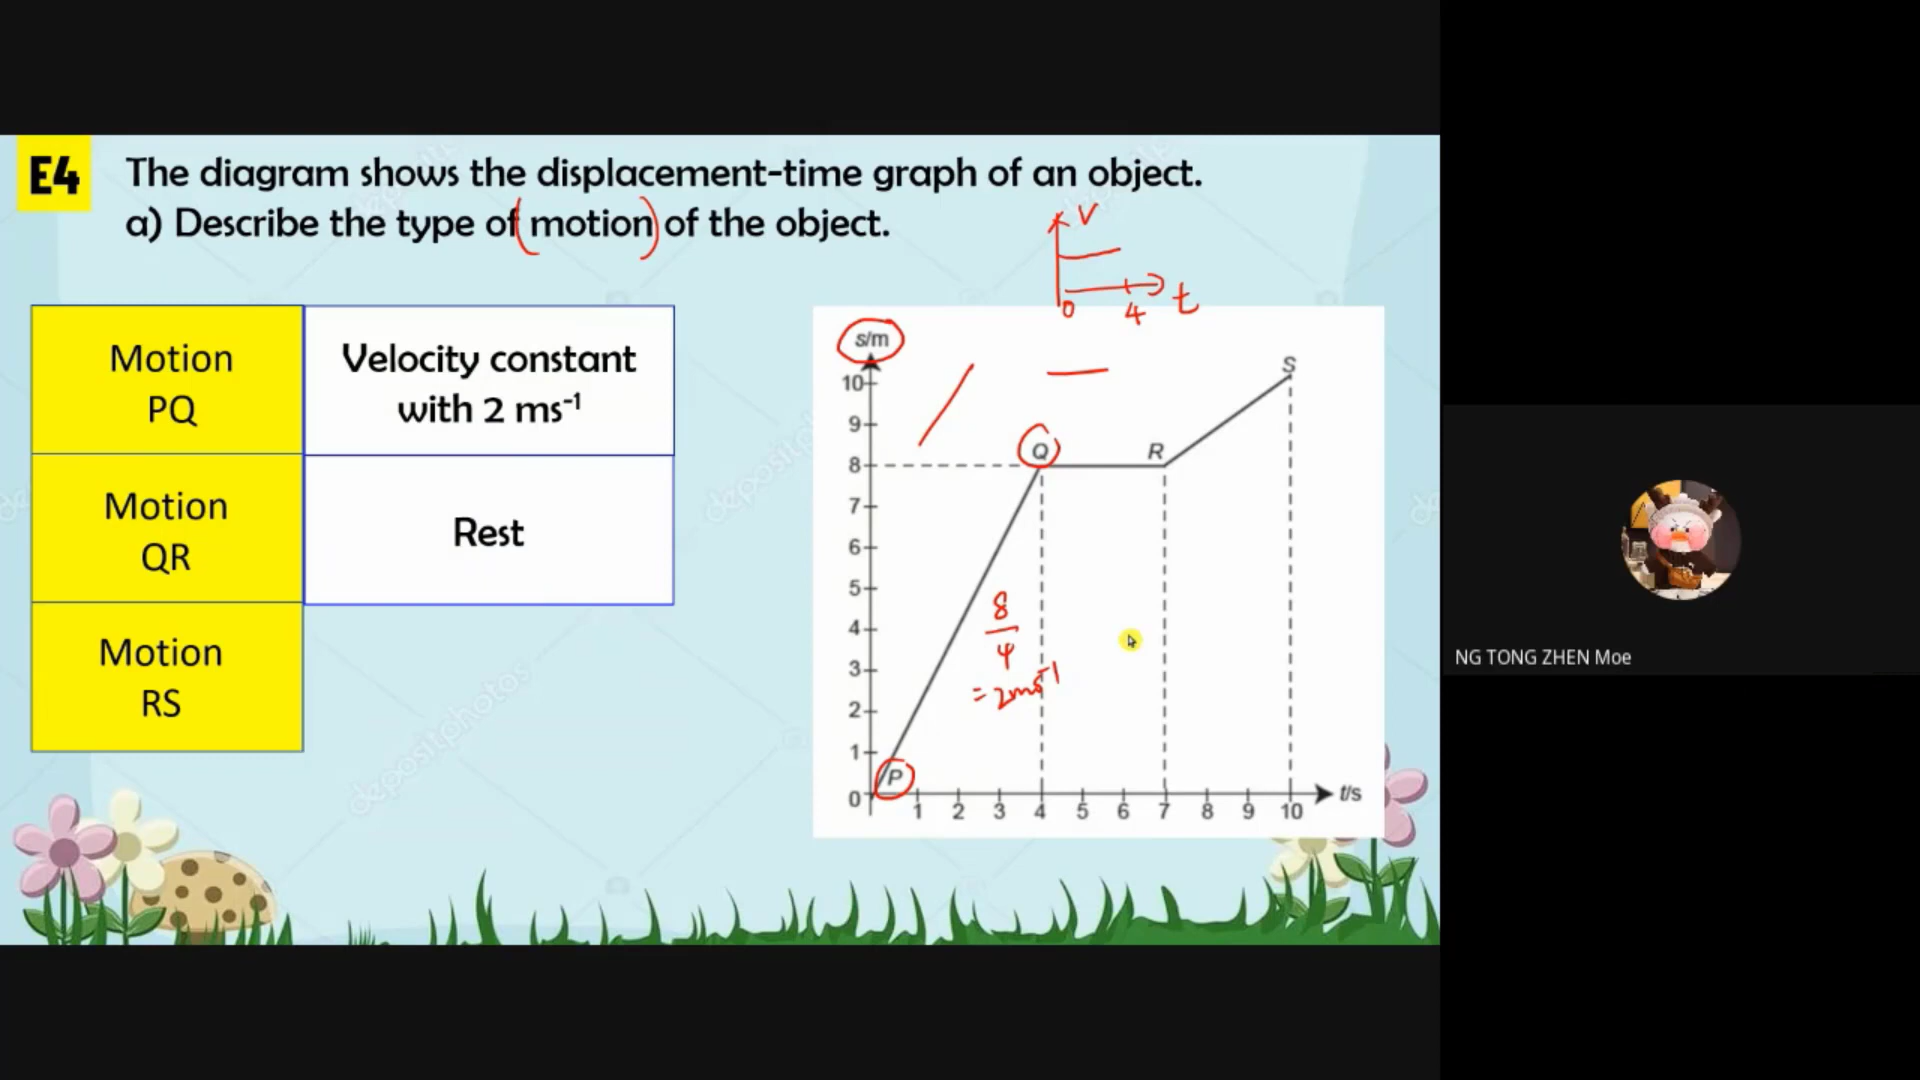 E4
The diagram shows the displacement-time graph of an object.
a) Describe the type of (motion) of the object.
v
0
4
t
Motion
PQ
Velocity constant
with 2 ms⁻¹
Motion
QR
Rest
Motion
RS
s/m
10
9
8
7
6
5
4
3
2
1
0
P
Q
R
S
8
4
= 2ms⁻¹
1 2 3 4 5 6 7 8 9 10
t/s
NG TONG ZHEN Moe
depositphotos
depositphotos